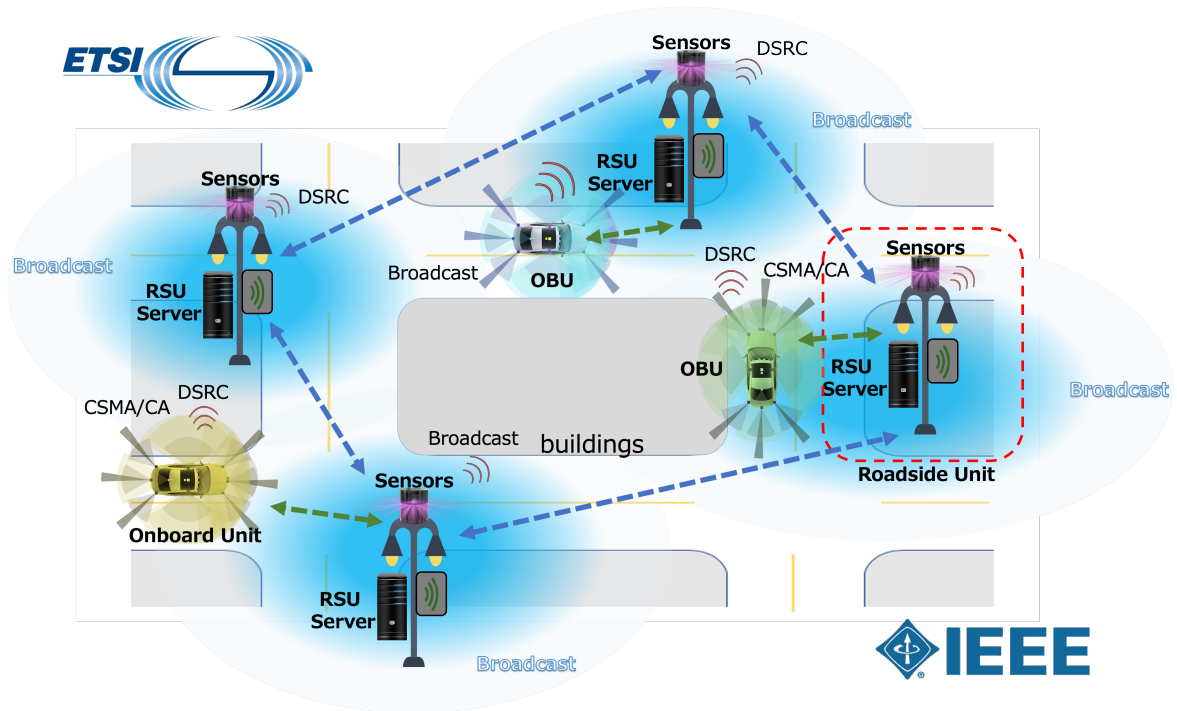 ETSI
Sensors
DSRC
Broadcast
RSU
Server
Sensors
DSRC
Broadcast
RSU
Server
Broadcast
OBU
DSRC
CSMA/CA
OBU
Sensors
RSU
Server
Broadcast
Roadside Unit
buildings
CSMA/CA
DSRC
Onboard Unit
Broadcast
Sensors
RSU
Server
Broadcast
IEEE
®